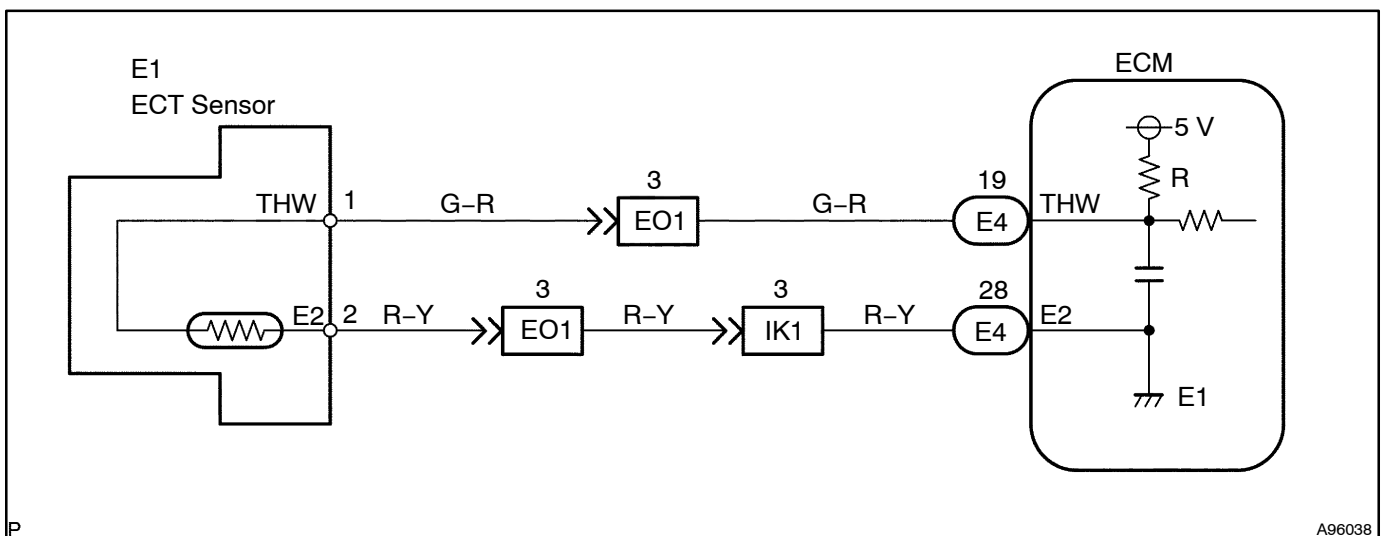 E1
ECT Sensor
ECM
5 V
R
THW 1 G−R 3 EO1 G−R 19 E4 THW
E2 2 R−Y 3 EO1 R−Y 3 IK1 R−Y 28 E4 E2
E1
P
A96038